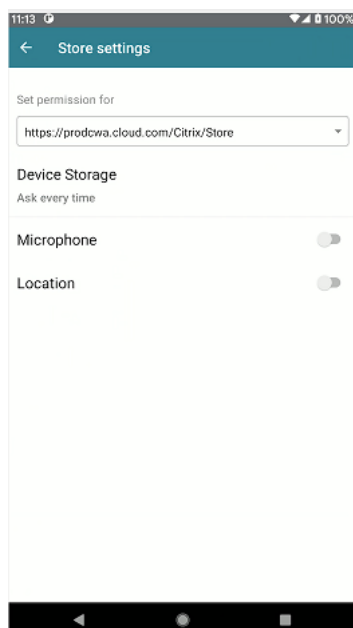 11:13 100%
Store settings
Set permission for
https://prodcwa.cloud.com/Citrix/Store
Device Storage
Ask every time
Microphone
Location